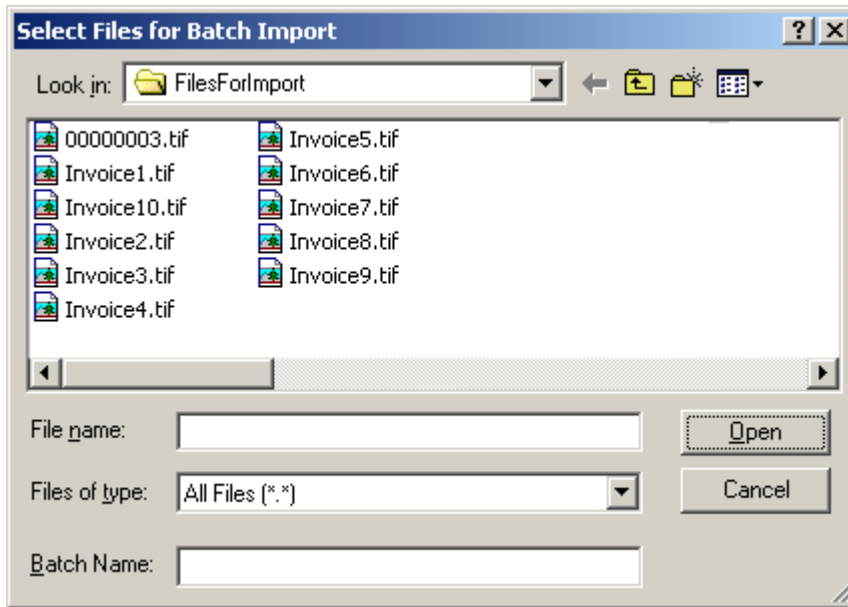 Select Files for Batch Import
Look in: FilesForImport
00000003.tif
Invoice1.tif
Invoice10.tif
Invoice2.tif
Invoice3.tif
Invoice4.tif
Invoice5.tif
Invoice6.tif
Invoice7.tif
Invoice8.tif
Invoice9.tif
File name:
Open
Files of type: All Files (*.*)
Cancel
Batch Name: